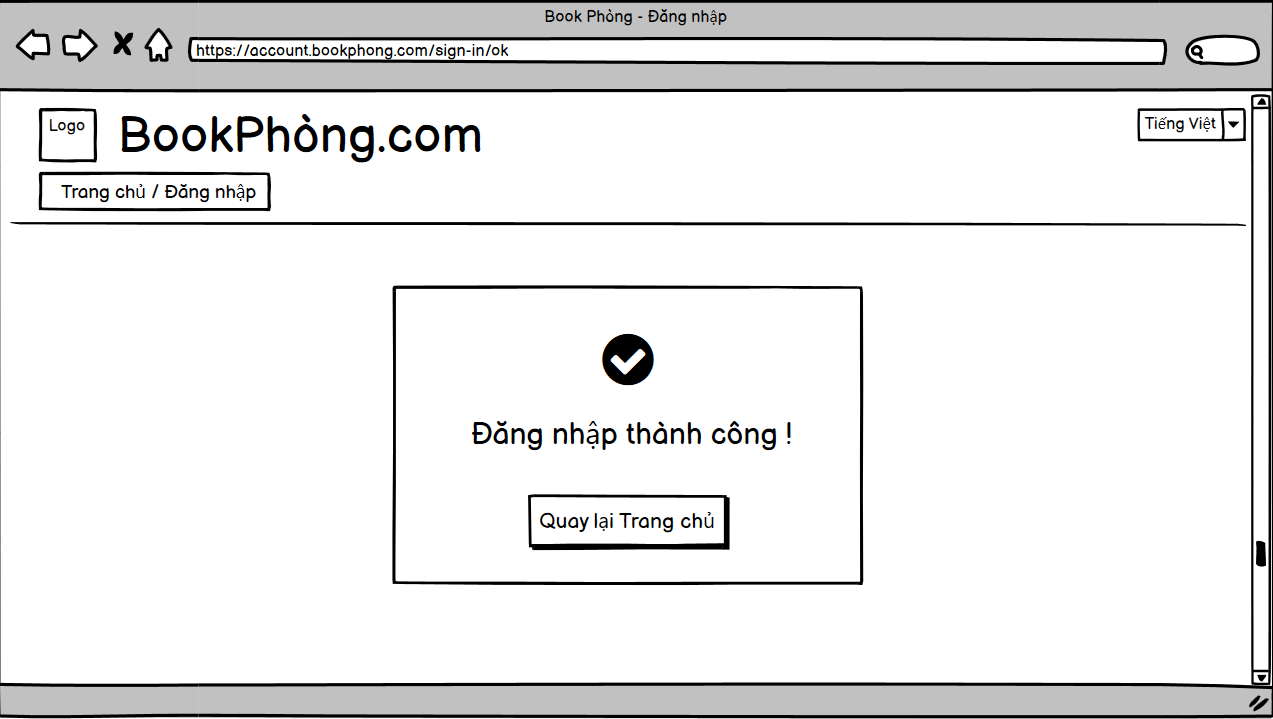 Book Phòng - Đăng nhập
https://account.bookphong.com/sign-in/ok
Logo
BookPhòng.com
Tiếng Việt
Trang chủ / Đăng nhập
Đăng nhập thành công !
Quay lại Trang chủ